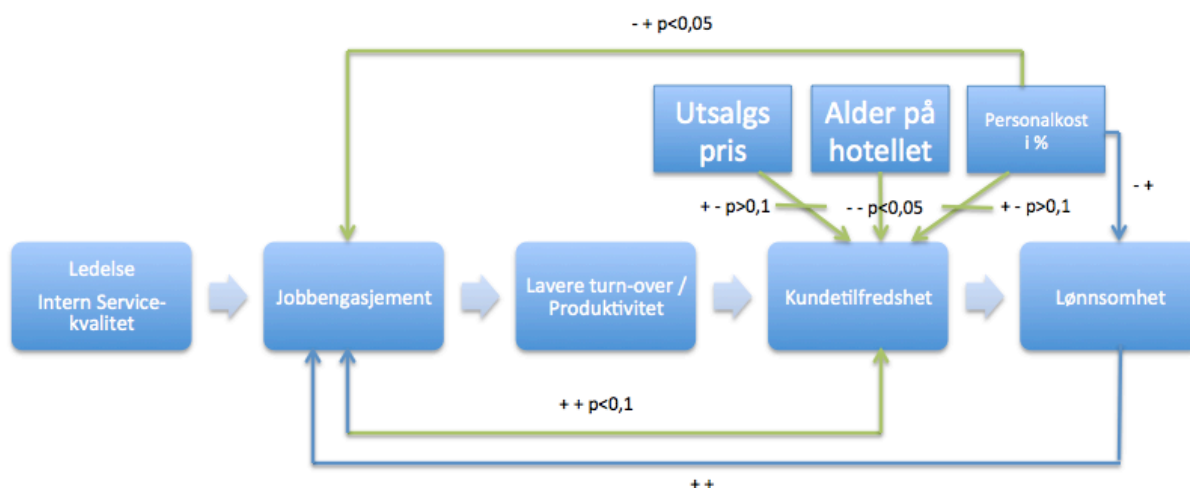 - + p<0,05
Utsalgs
pris
Alder på
hotellet
Personalkost
i %
- +
+ - p>0,1
- - p<0,05
+ - p>0,1
Ledelse
Intern Service-
kvalitet
Jobbengasjement
Lavere turn-over /
Produktivitet
Kundetilfredshet
Lønnsomhet
+ + p<0,1
+ +